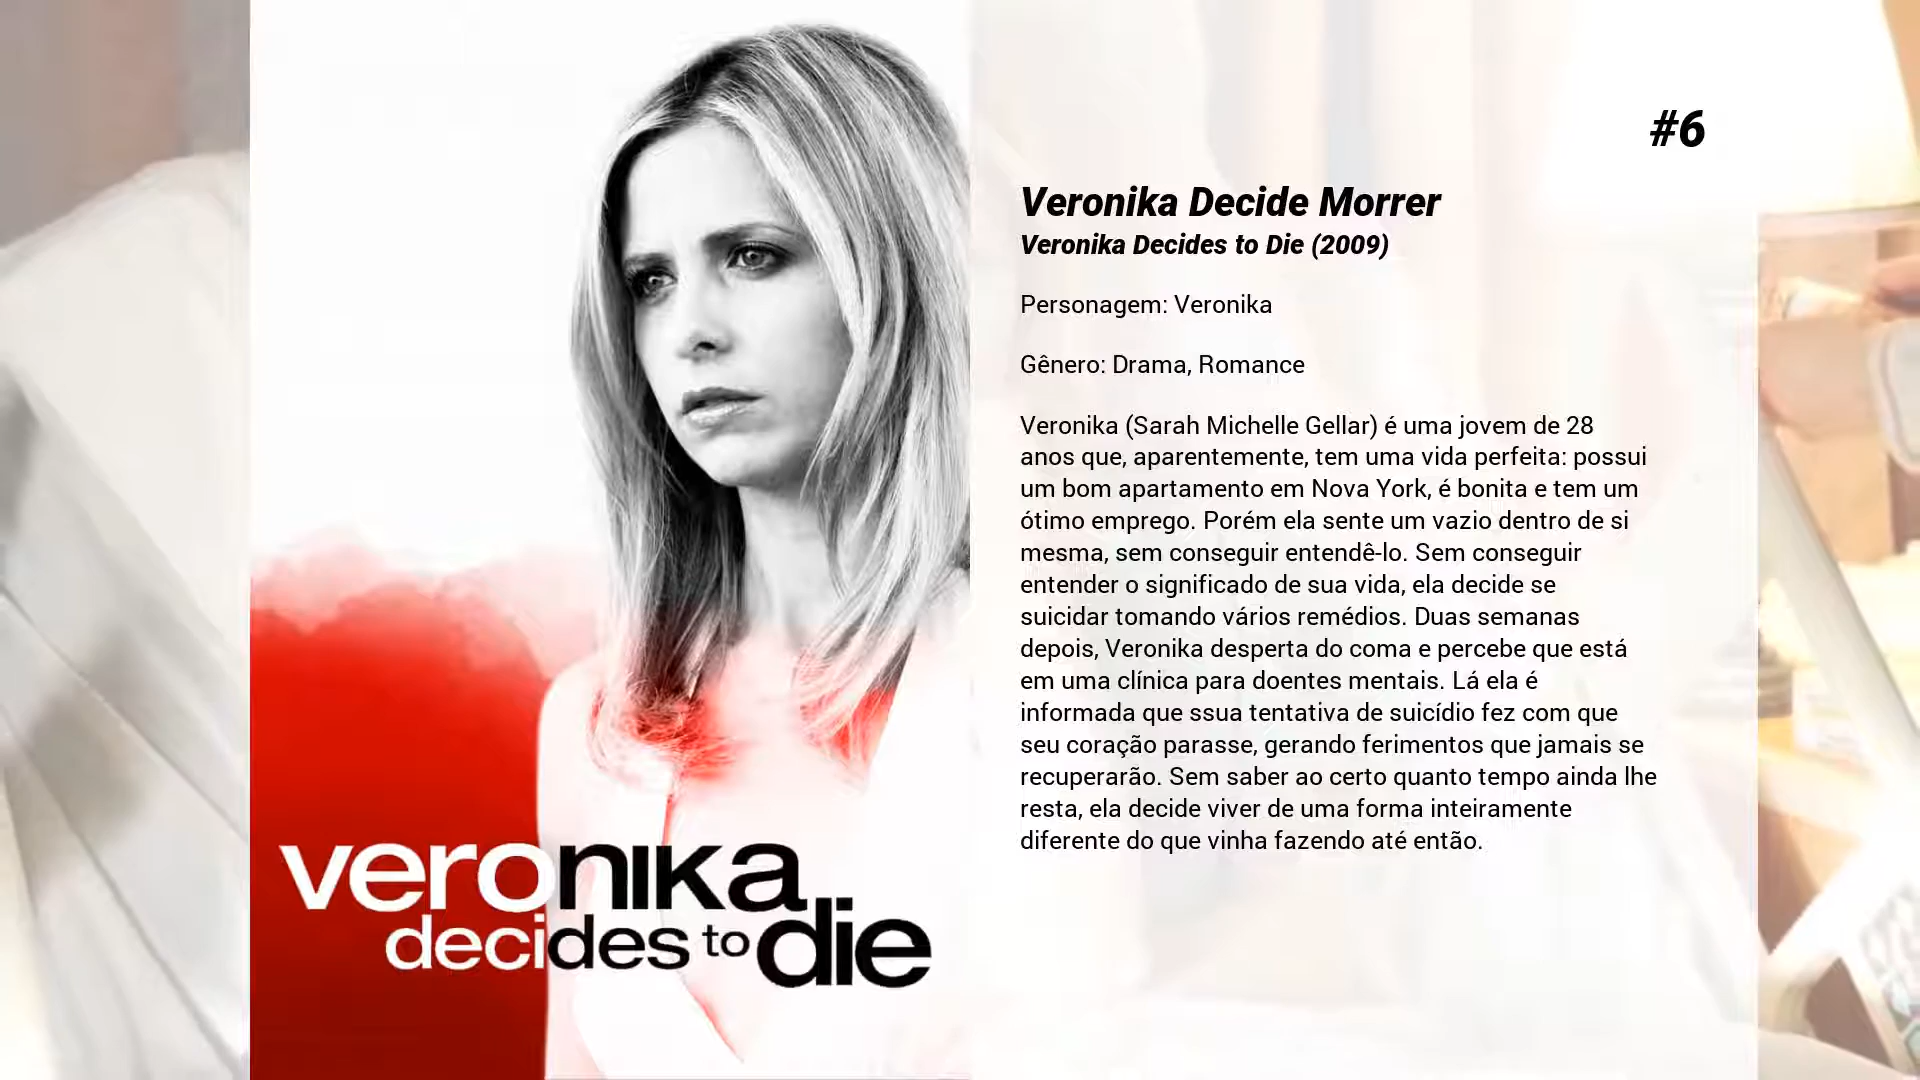 #6
Veronika Decide Morrer
Veronika Decides to Die (2009)
Personagem: Veronika
Gênero: Drama, Romance
Veronika (Sarah Michelle Gellar) é uma jovem de 28
anos que, aparentemente, tem uma vida perfeita: possui
um bom apartamento em Nova York, é bonita e tem um
ótimo emprego. Porém ela sente um vazio dentro de si
mesma, sem conseguir entendê-lo. Sem conseguir
entender o significado de sua vida, ela decide se
suicidar tomando vários remédios. Duas semanas
depois, Veronika desperta do coma e percebe que está
em uma clínica para doentes mentais. Lá ela é
informada que ssua tentativa de suicídio fez com que
seu coração parasse, gerando ferimentos que jamais se
recuperarão. Sem saber ao certo quanto tempo ainda lhe
resta, ela decide viver de uma forma inteiramente
diferente do que vinha fazendo até então.
veronika
decides to die